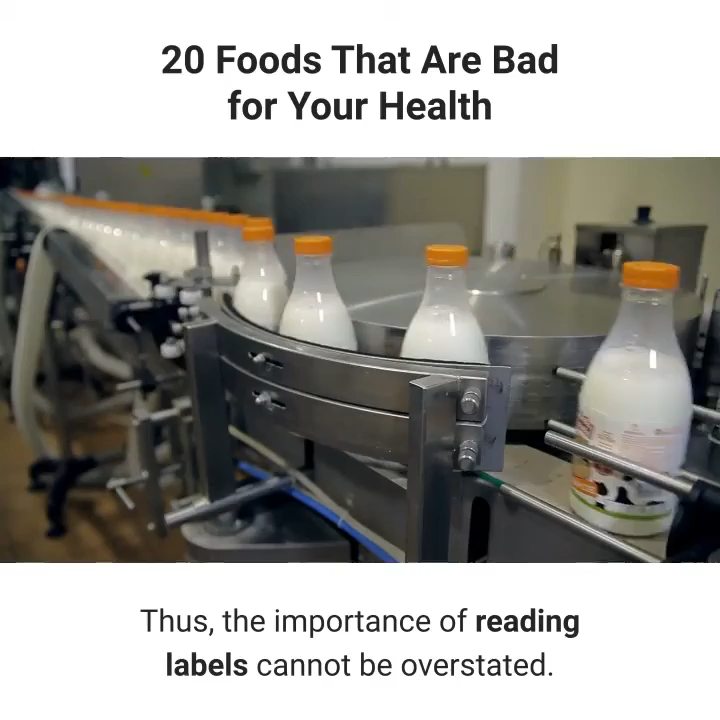 20 Foods That Are Bad
for Your Health
Thus, the importance of reading
labels cannot be overstated.